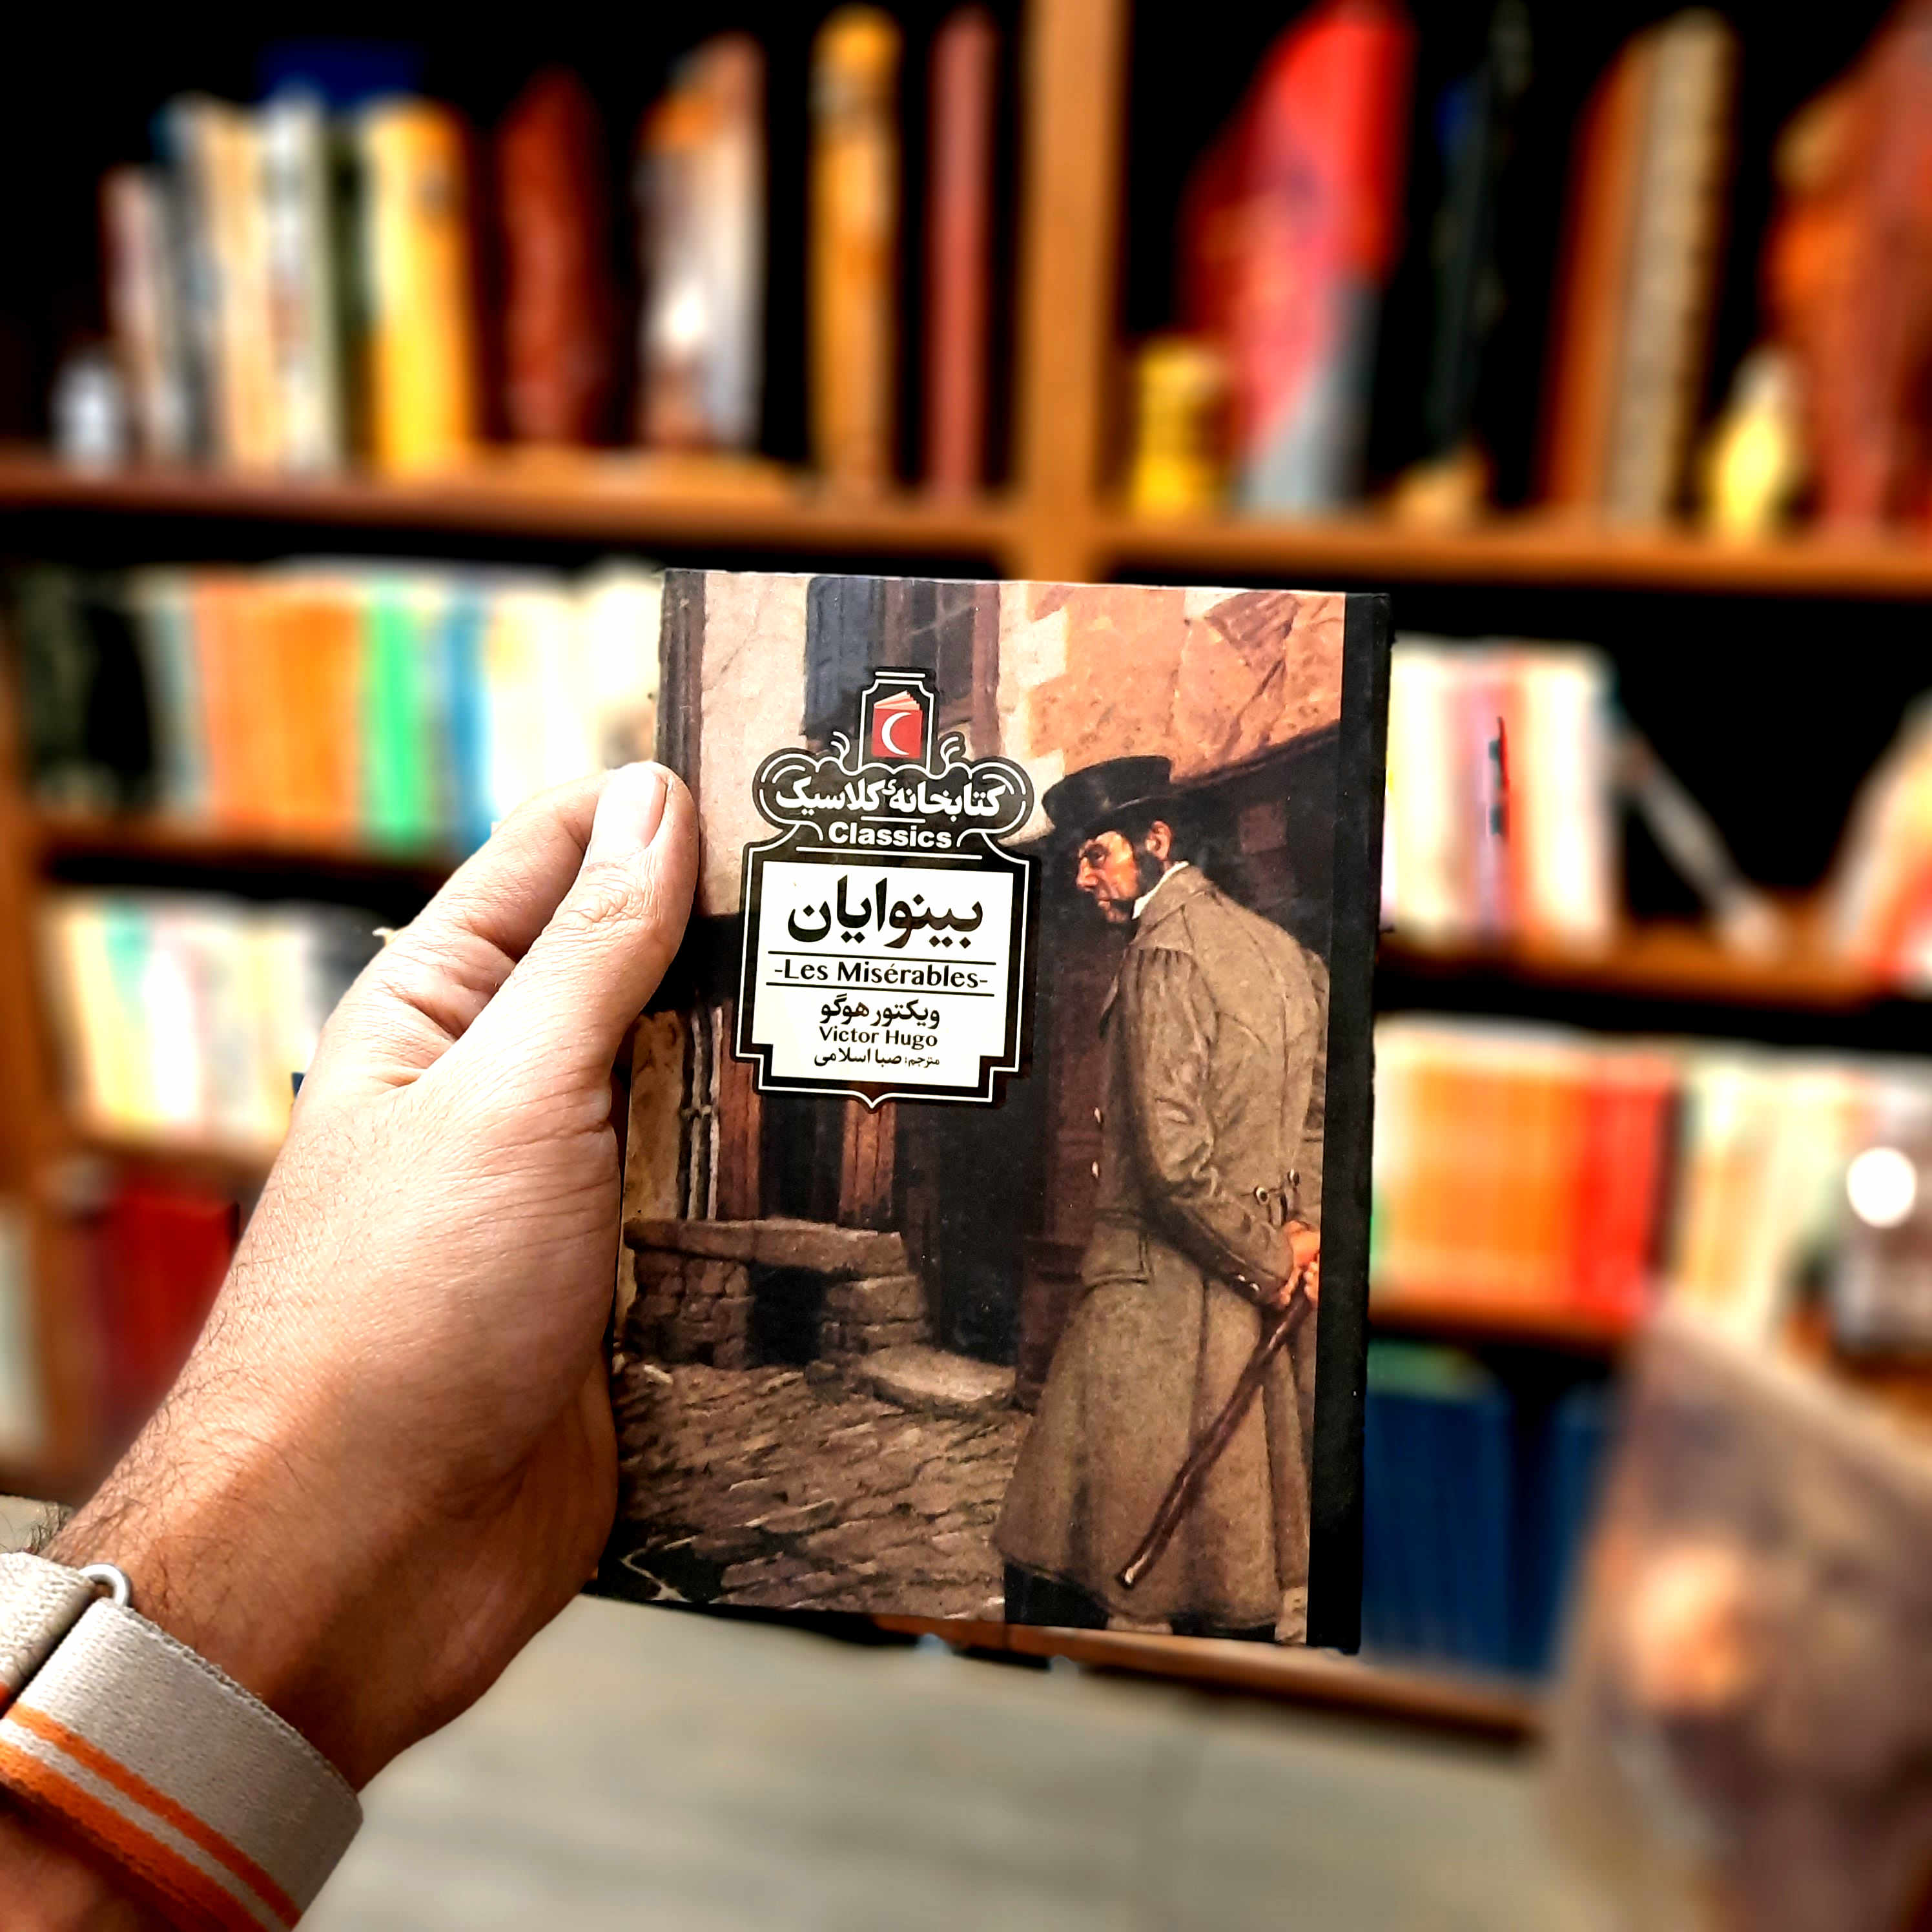 کتابخانهٔ کلاسیک
Classics
بینوایان
-Les Misérables-
ویکتور هوگو
Victor Hugo
مترجم: صبا اسلامی